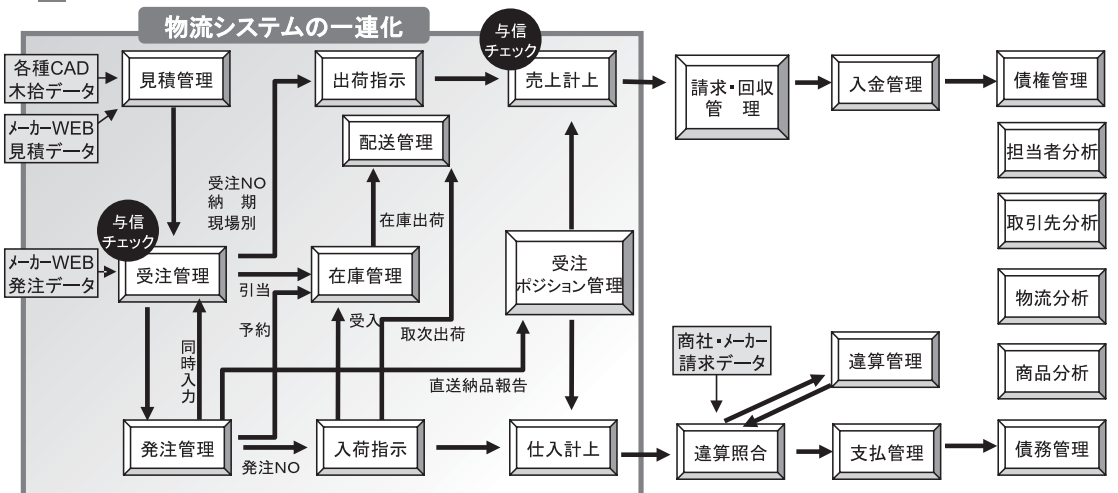 物流システムの一連化
与信
チェック
各種CAD
木拾データ
見積管理
出荷指示
売上計上
請求・回収
管理
入金管理
債権管理
メーカーWEB
見積データ
配送管理
担当者分析
受注NO
納期
現場別
与信
チェック
在庫出荷
取引先分析
メーカーWEB
発注データ
受注管理
引当
在庫管理
受注
ポジション管理
物流分析
予約
受入
取次出荷
同時入力
商社・メーカー
請求データ
違算管理
直送納品報告
商品分析
発注管理
発注NO
入荷指示
仕入計上
違算照合
支払管理
債務管理